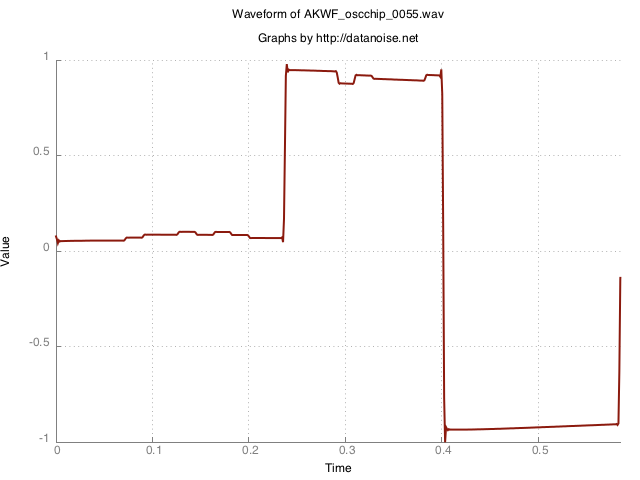 Waveform of AKWF_oscchip_0055.wav
Graphs by http://datanoise.net
1
0.5
0
-0.5
-1
Value
0 0.1 0.2 0.3 0.4 0.5
Time